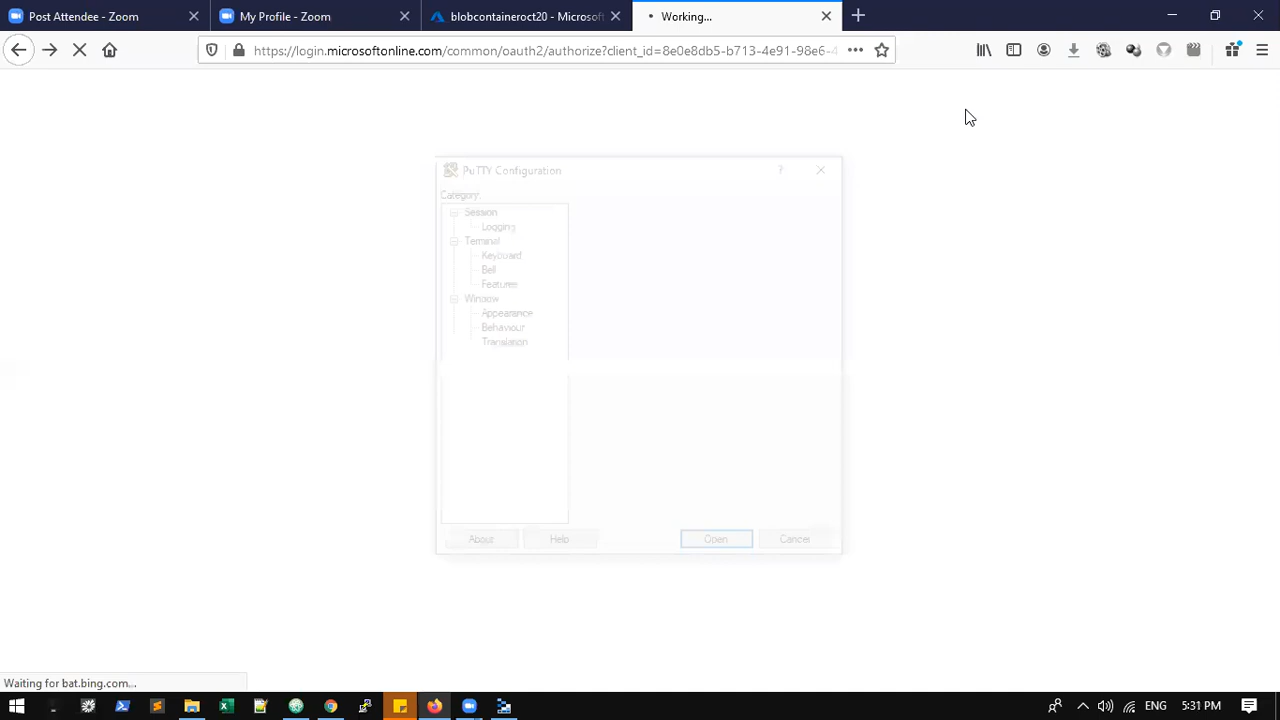 Post Attendee - Zoom
My Profile - Zoom
blobcontaineroct20 - Microsoft
Working...
https://login.microsoftonline.com/common/oauth2/authorize?client_id=8e0e8db5-b713-4e91-98e6-4
PuTTY Configuration
?
Category:
Session
Logging
Terminal
Keyboard
Bell
Features
Window
Appearance
Behaviour
Translation
About
Help
Open
Cancel
Waiting for bat.bing.com...
ENG
5:31 PM